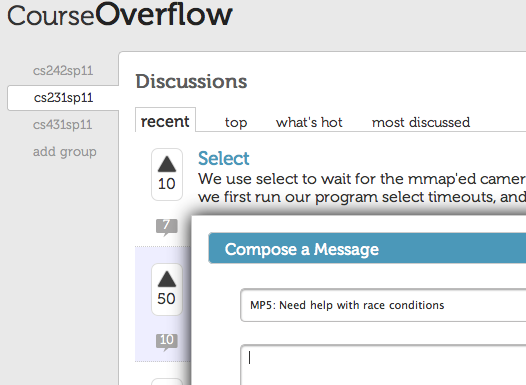 CourseOverflow
cs242sp11
cs231sp11
cs431sp11
add group
Discussions
recent top what's hot most discussed
10
Select
We use select to wait for the mmap'ed camer
we first run our program select timeouts, and
7
50
10
Compose a Message
MP5: Need help with race conditions